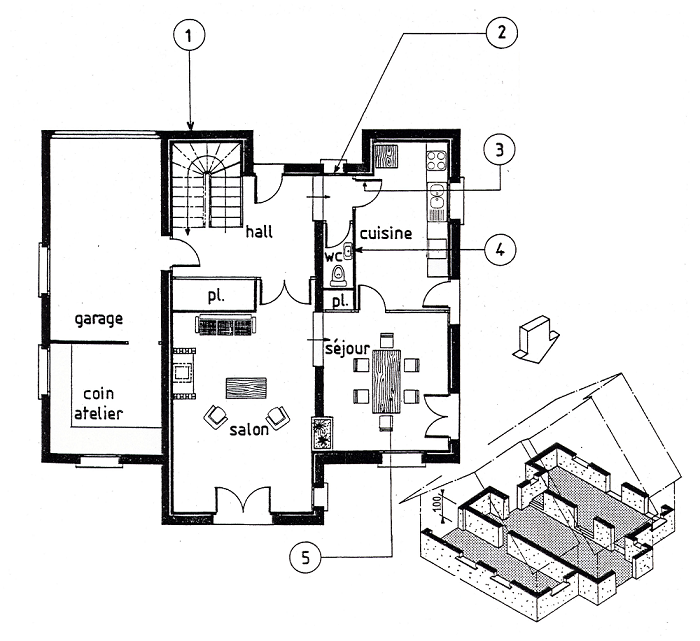 1
2
3
4
5
hall
cuisine
WC
pl.
pl.
garage
séjour
coin
atelier
salon
100